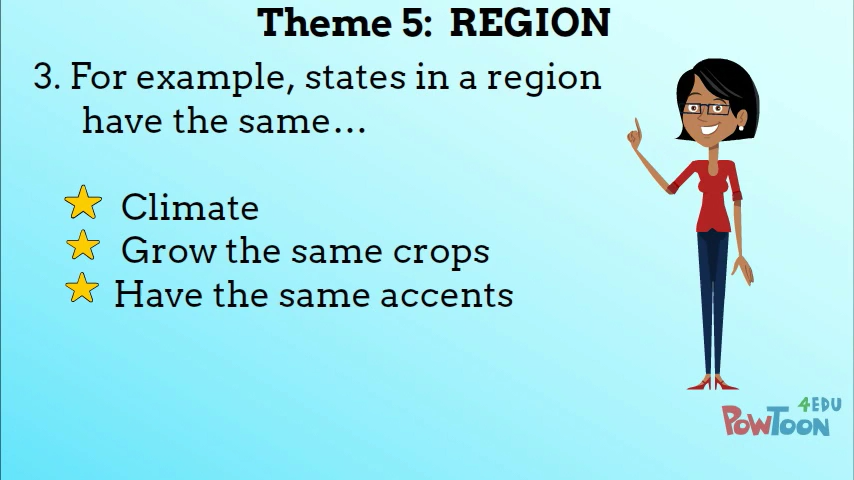 Theme 5: REGION
3. For example, states in a region
have the same...
Climate
Grow the same crops
Have the same accents
4EDU
POWTOON